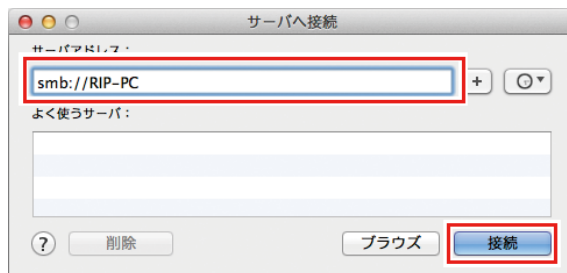 サーバへ接続
サーバアドレス：
smb://RIP-PC
+
よく使うサーバ：
? 削除 ブラウズ 接続